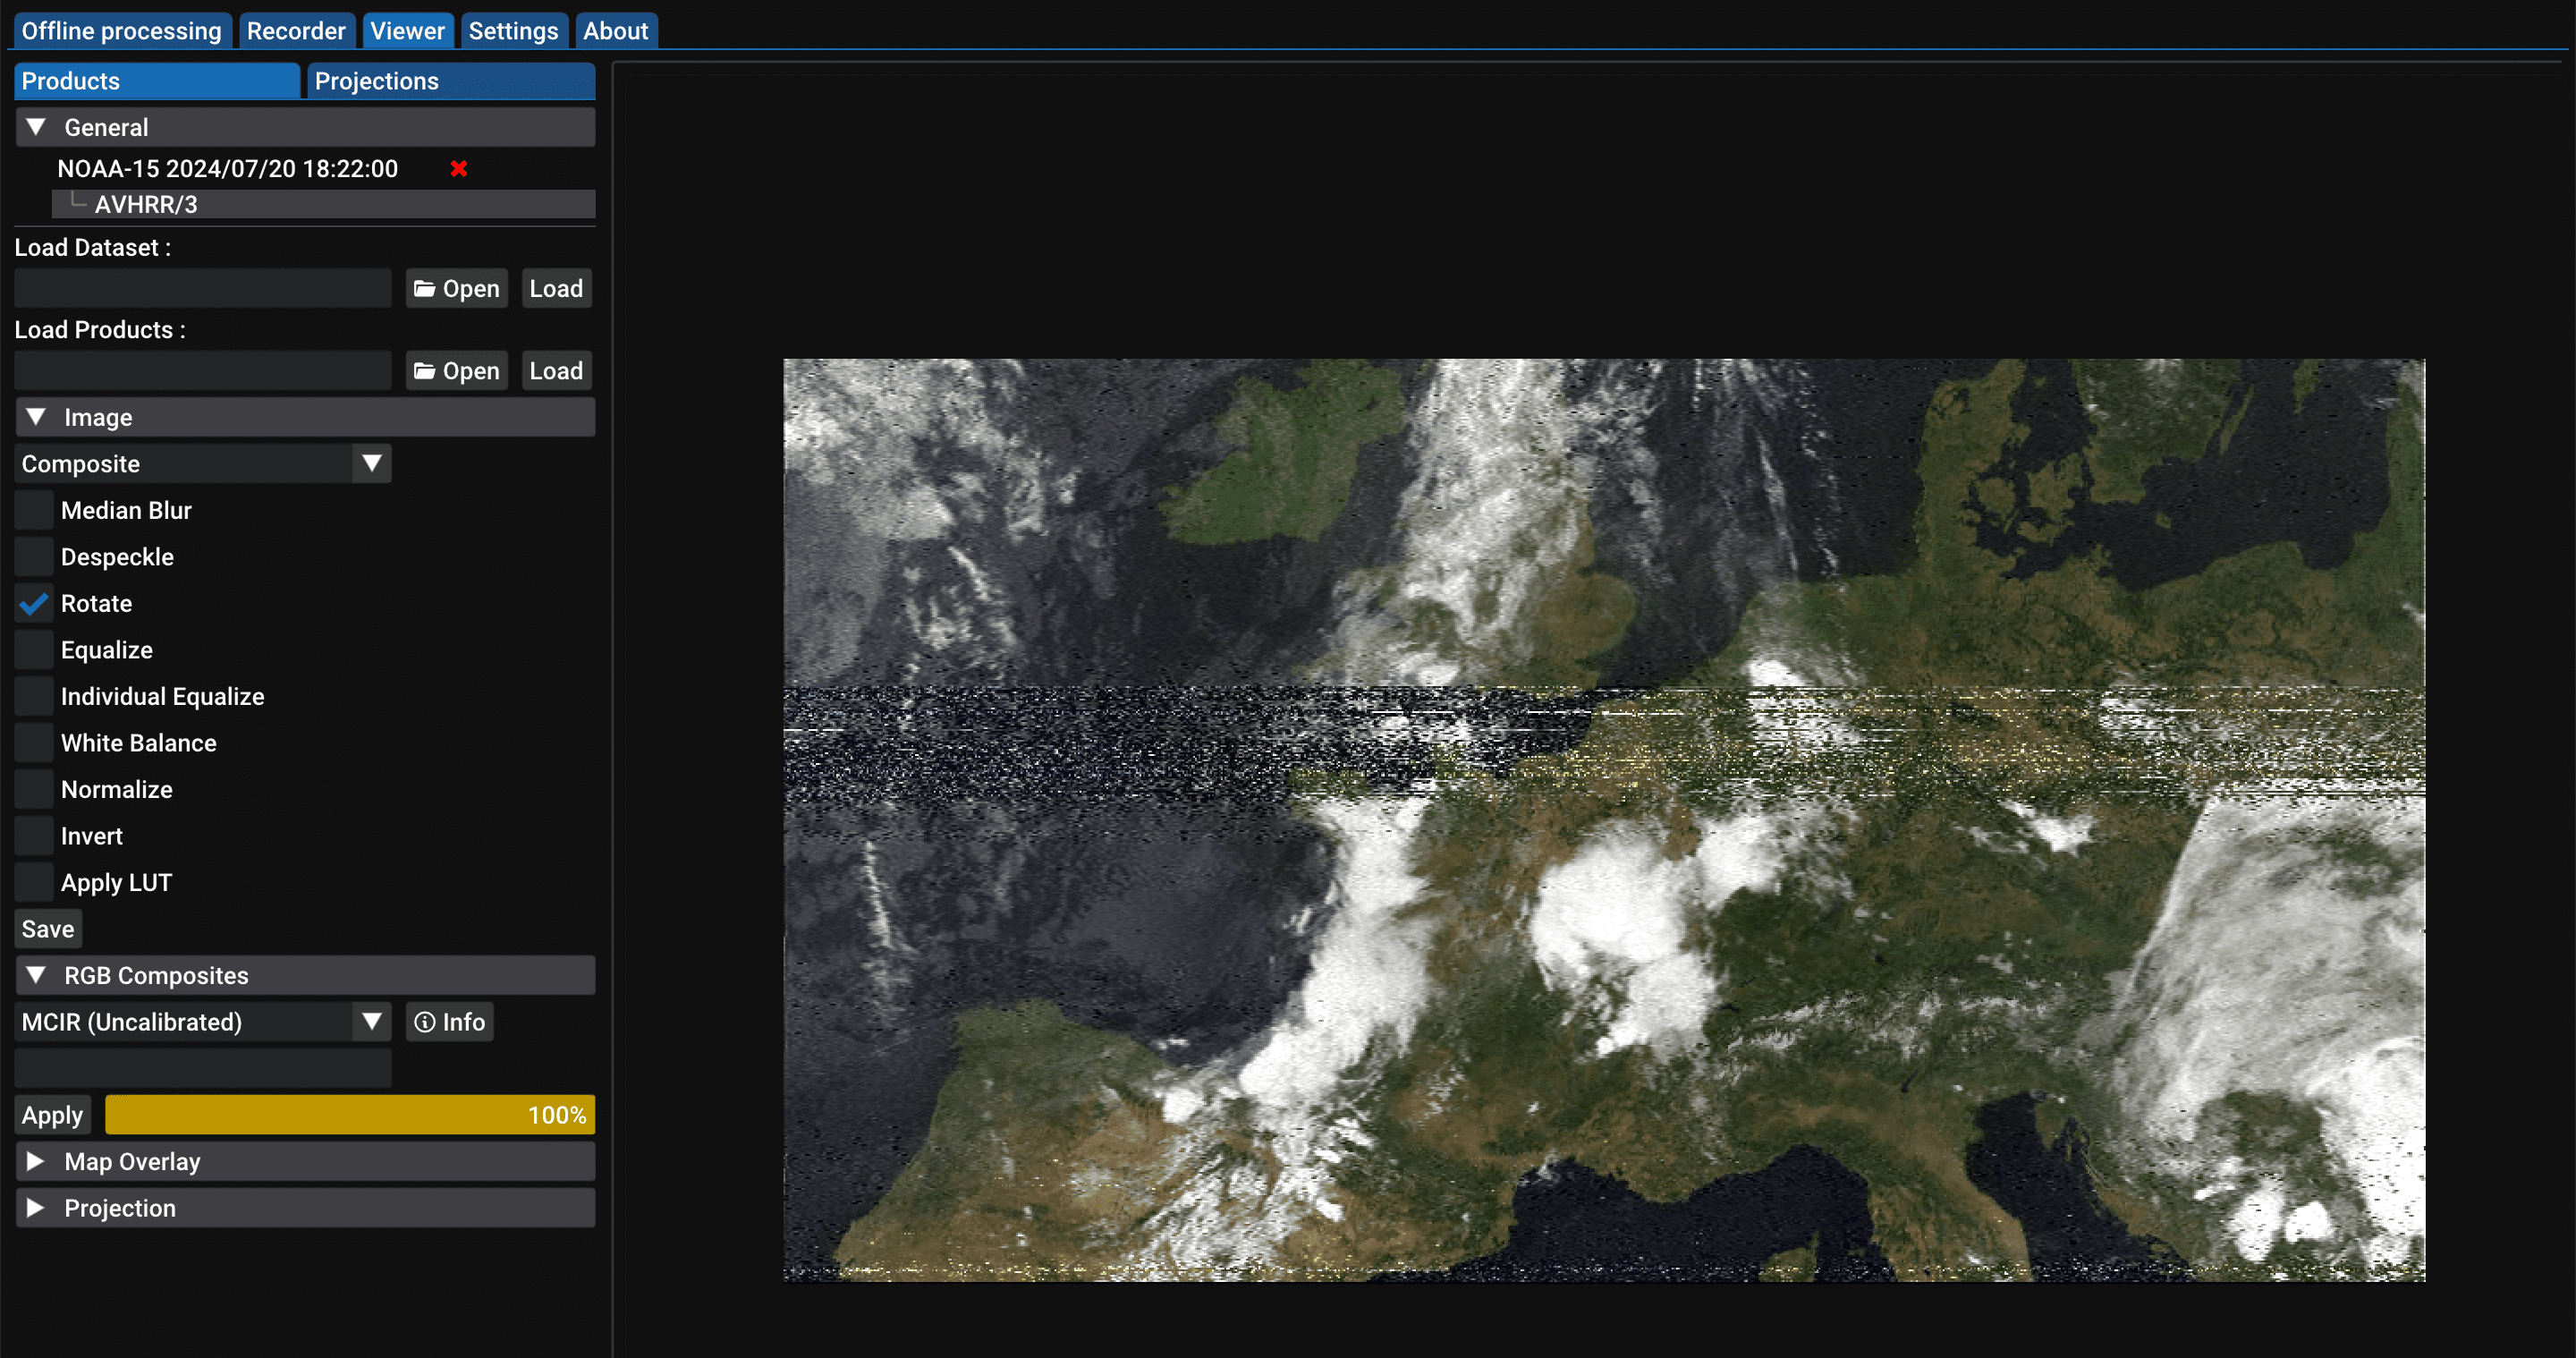 Offline processing Recorder Viewer Settings About
Products Projections
General
NOAA-15 2024/07/20 18:22:00
AVHRR/3
Load Dataset :
Open Load
Load Products :
Open Load
Image
Composite
Median Blur
Despeckle
Rotate
Equalize
Individual Equalize
White Balance
Normalize
Invert
Apply LUT
Save
RGB Composites
MCIR (Uncalibrated) Info
Apply 100%
Map Overlay
Projection